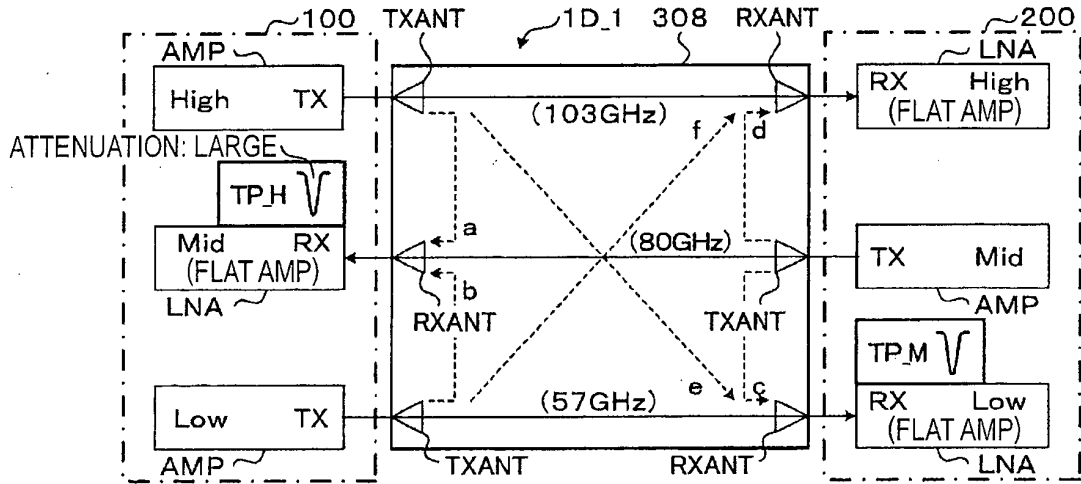 100
TXANT
1D_1
308
RXANT
200
AMP
LNA
High TX
RX High
(FLAT AMP)
(103GHz)
f
d
ATTENUATION: LARGE
TP_H
a
Mid RX
(FLAT AMP)
(80GHz)
TX Mid
LNA
b
RXANT
TXANT
AMP
TP_M
Low TX
(57GHz)
e
c
RX Low
(FLAT AMP)
AMP
TXANT
RXANT
LNA